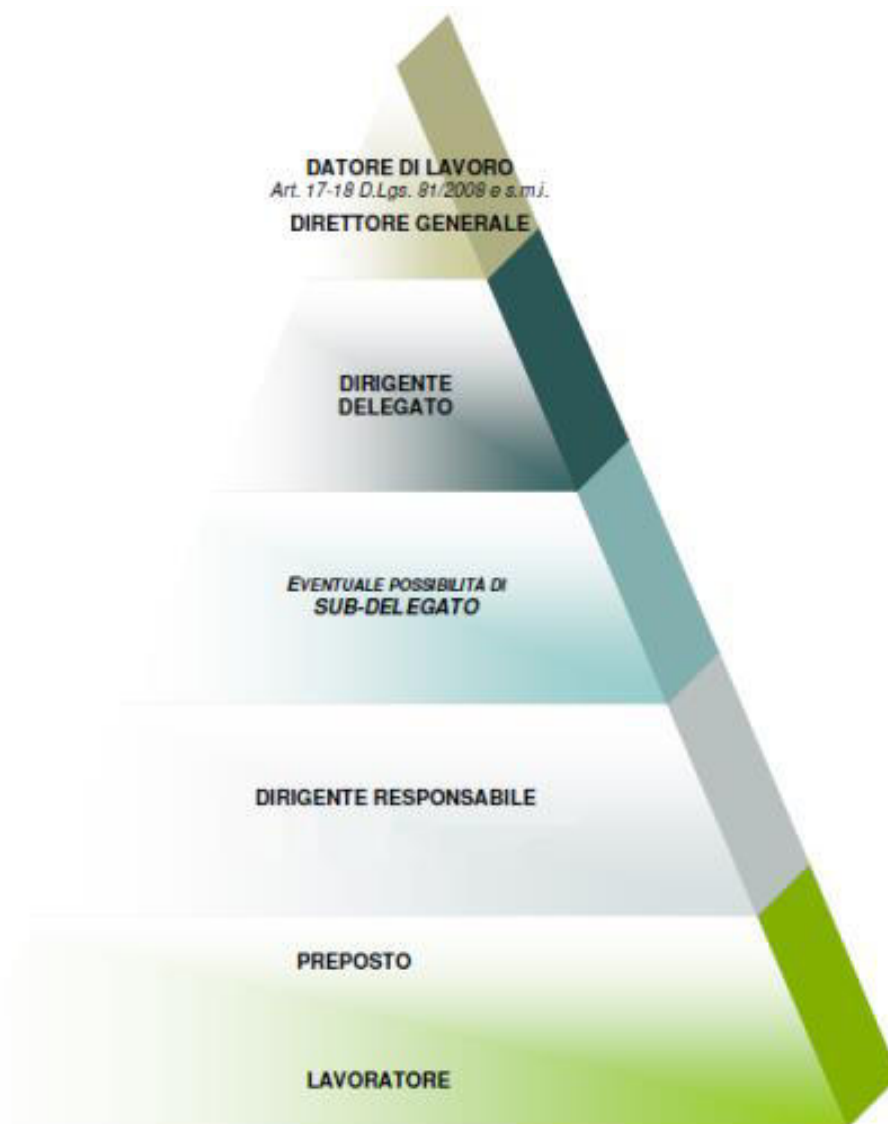 DATORE DI LAVORO
Art. 17-18 D.Lgs. 81/2008 e s.m.i.
DIRETTORE GENERALE
DIRIGENTE
DELEGATO
EVENTUALE POSSIBILITÀ DI
SUB-DELEGATO
DIRIGENTE RESPONSABILE
PREPOSTO
LAVORATORE